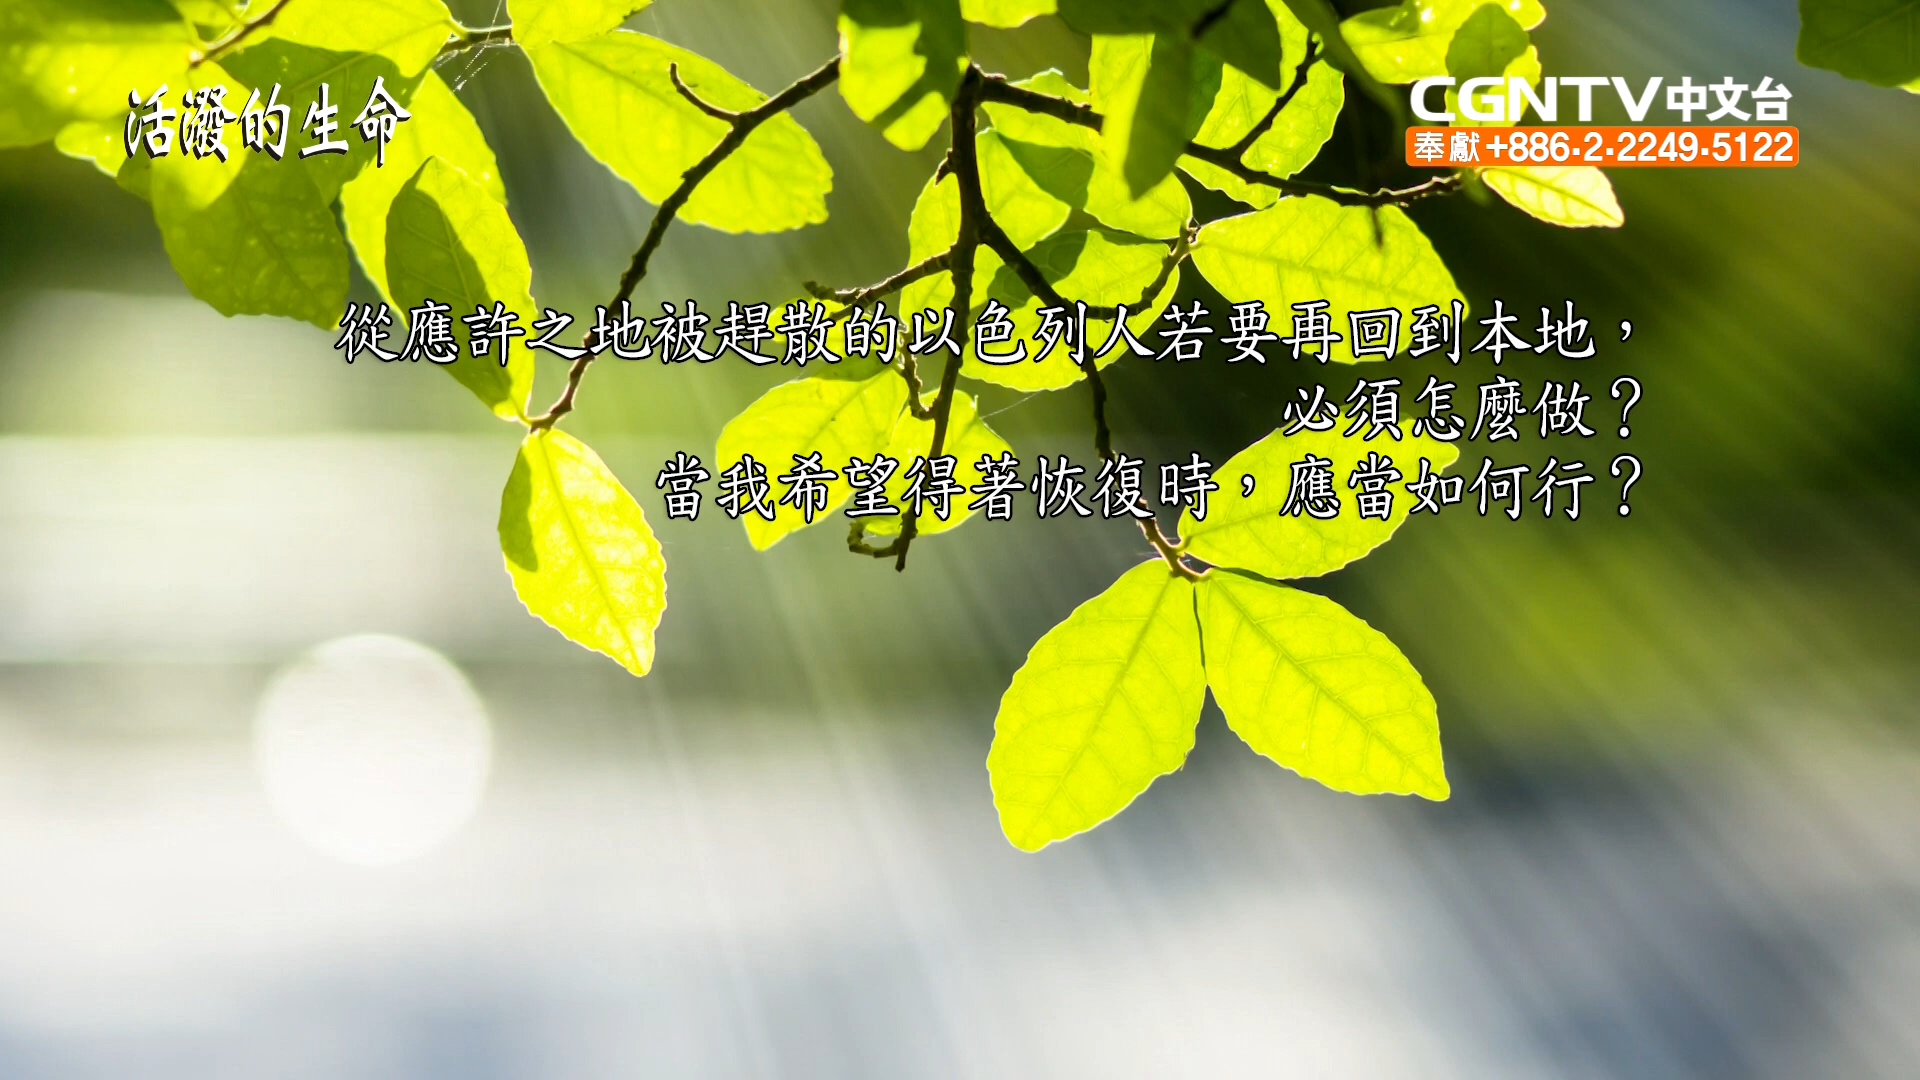 活潑的生命
CGNTV中文台
奉獻+886·2·2249·5122
從應許之地被趕散的以色列人若要再回到本地，
必須怎麼做？
當我希望得著恢復時，應當如何行？